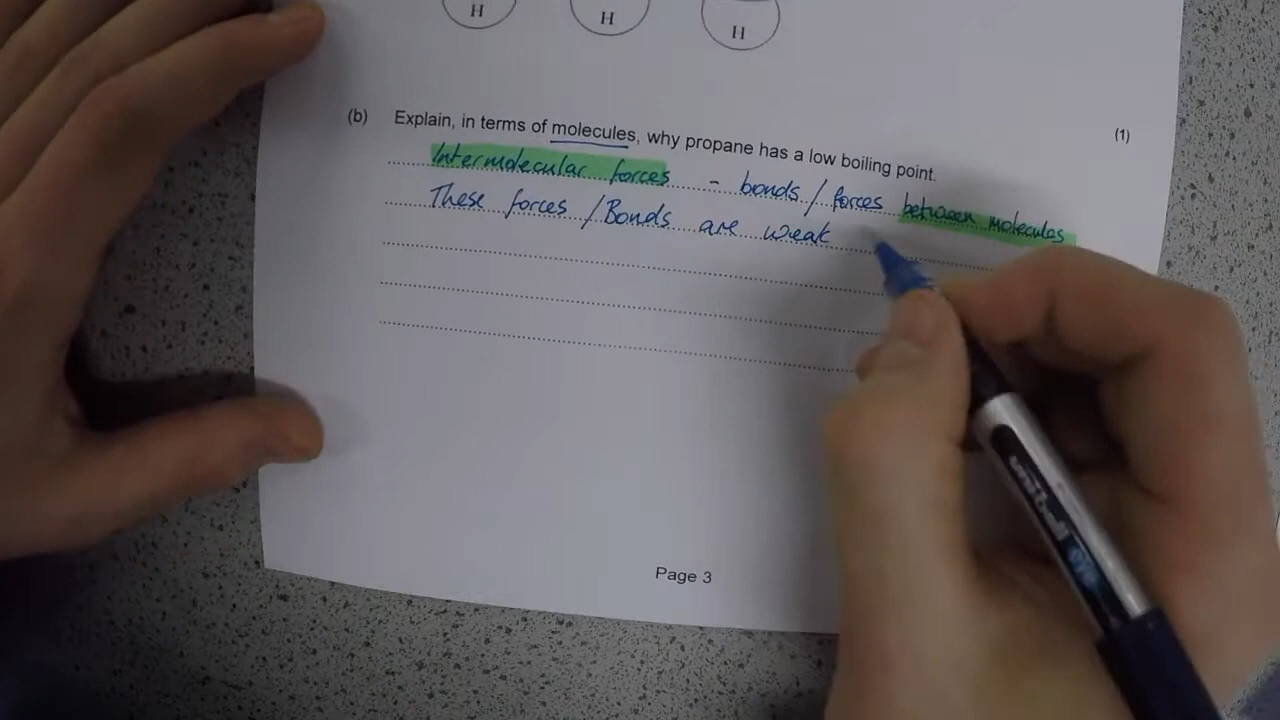 H H H
(b) Explain, in terms of molecules, why propane has a low boiling point.
(1)
Intermolecular forces - bonds / forces between molecules
These forces / Bonds are weak
Page 3